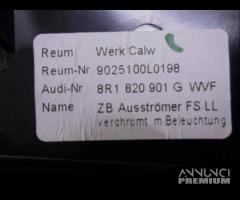 Reum Werk Calw
Reum-Nr 9025100L0198
Audi-Nr 8R1 820 901 G WVF
Name ZB Ausströmer FS LL
verchromt m.Beleuchtung
ANNUNCI
PREMIUM